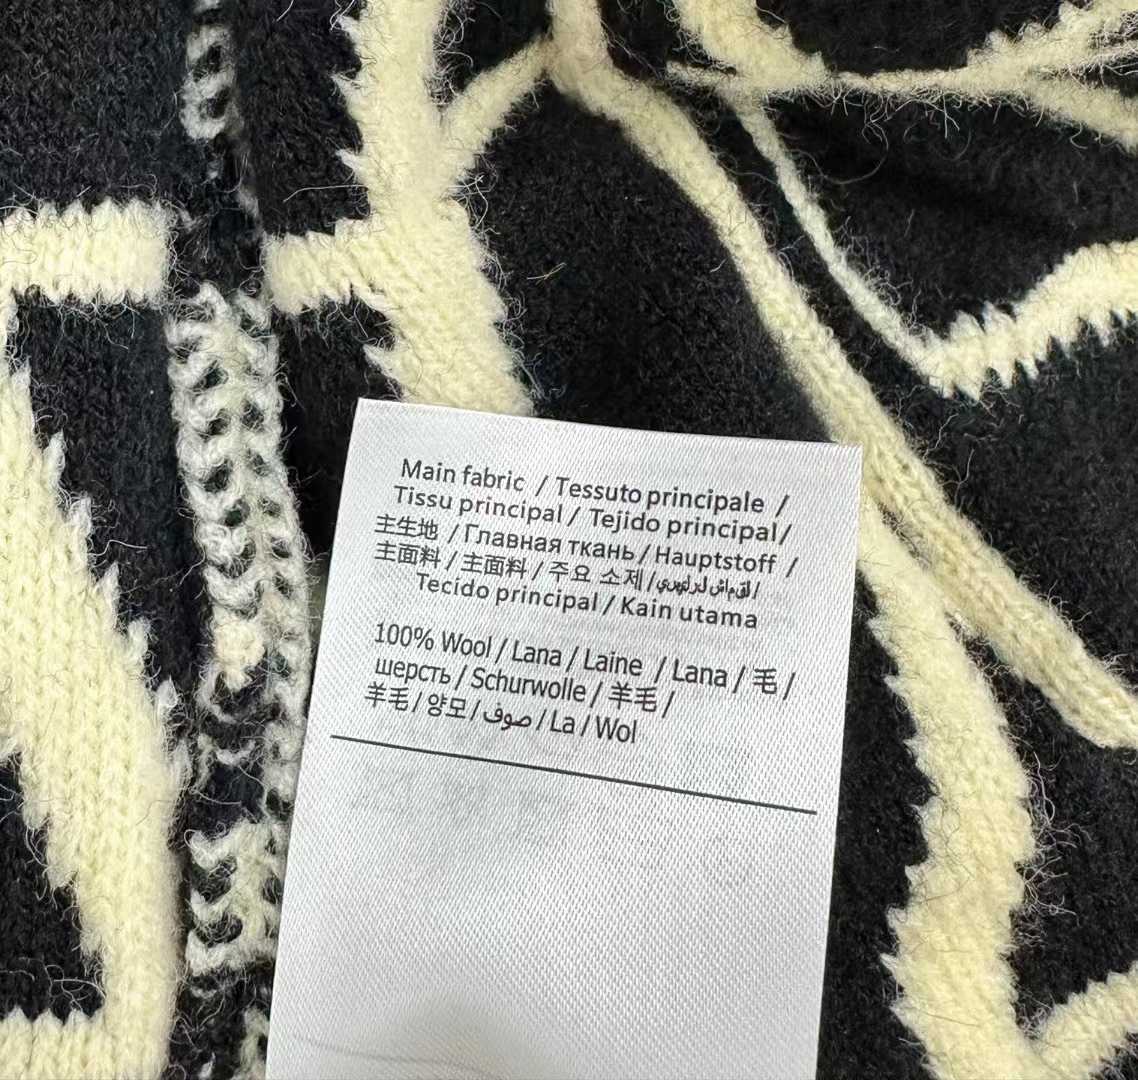 Main fabric / Tessuto principale /
Tissu principal / Tejido principal/
主生地 /Главная ткань / Hauptstoff /
主面料 / 主面料 / 주요 소제 / /
Tecido principal / Kain utama
100% Wool / Lana / Laine / Lana / 毛 /
шерсть / Schurwolle / 羊毛 /
羊毛 / 양모 / صوف / La / Wol